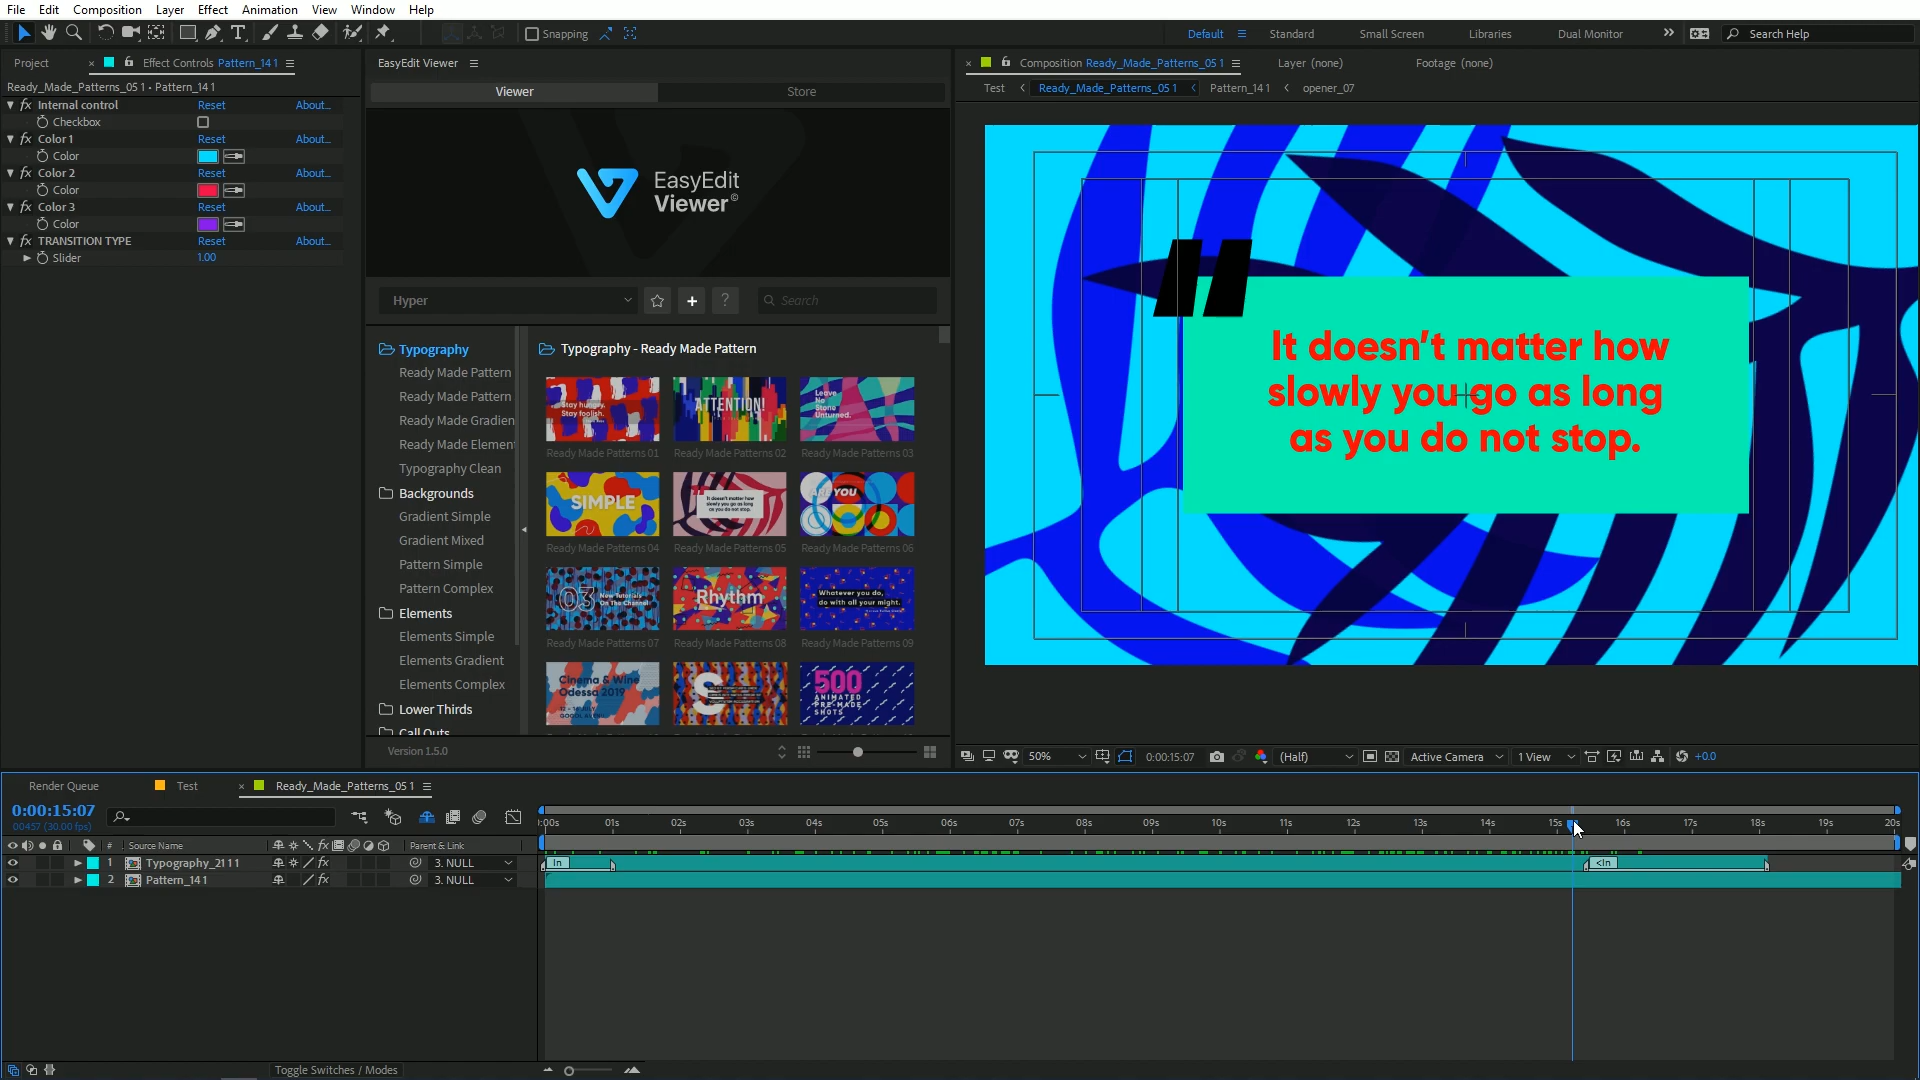 File Edit Composition Layer Effect Animation View Window Help
Snapping
Default Standard Small Screen Libraries Dual Monitor
Search Help
Project
Effect Controls Pattern_14 1
Ready_Made_Patterns_05 1 • Pattern_14 1
fx Internal control Reset About...
Checkbox
fx Color 1 Reset About...
Color
fx Color 2 Reset About...
Color
fx Color 3 Reset About...
Color
fx TRANSITION TYPE Reset About...
Slider 1.00
EasyEdit Viewer
Viewer Store
EasyEdit
Viewer©
Hyper
?
Search
Typography
Ready Made Pattern
Ready Made Pattern
Ready Made Gradien
Ready Made Elemen
Typography Clean
Backgrounds
Gradient Simple
Gradient Mixed
Pattern Simple
Pattern Complex
Elements
Elements Simple
Elements Gradient
Elements Complex
Lower Thirds
Call Outs
Typography - Ready Made Pattern
Stay hungry.
Stay foolish.
ATTENTION!
Leave
No
Stone
Unturned.
Ready Made Patterns 01 Ready Made Patterns 02 Ready Made Patterns 03
SIMPLE
It doesn't matter how
slowly you go as long
as you do not stop.
ARE YOU
Ready Made Patterns 04 Ready Made Patterns 05 Ready Made Patterns 06
03 New Tutorials
On The Channel
Rhythm
Whatever you do,
do with all your might.
Ready Made Patterns 07 Ready Made Patterns 08 Ready Made Patterns 09
Cinema & Wine
Odessa 2019
S
500
ANIMATED
PRE-MADE
SHOTS
Version 1.5.0
Composition Ready_Made_Patterns_05 1
Layer (none)
Footage (none)
Test < Ready_Made_Patterns_05 1 < Pattern_14 1 < opener_07
"
It doesn't matter how
slowly you go as long
as you do not stop.
50% 0:00:15:07 (Half) Active Camera 1 View +0.0
Render Queue
Test
Ready_Made_Patterns_05 1
0:00:15:07
00457 (30.00 fps)
:00s 01s 02s 03s 04s 05s 06s 07s 08s 09s 10s 11s 12s 13s 14s 15s 16s 17s 18s 19s 20s
# Source Name fx Parent & Link
1 Typography_21 11 fx 3. NULL
In <In
2 Pattern_14 1 fx 3. NULL
Toggle Switches / Modes